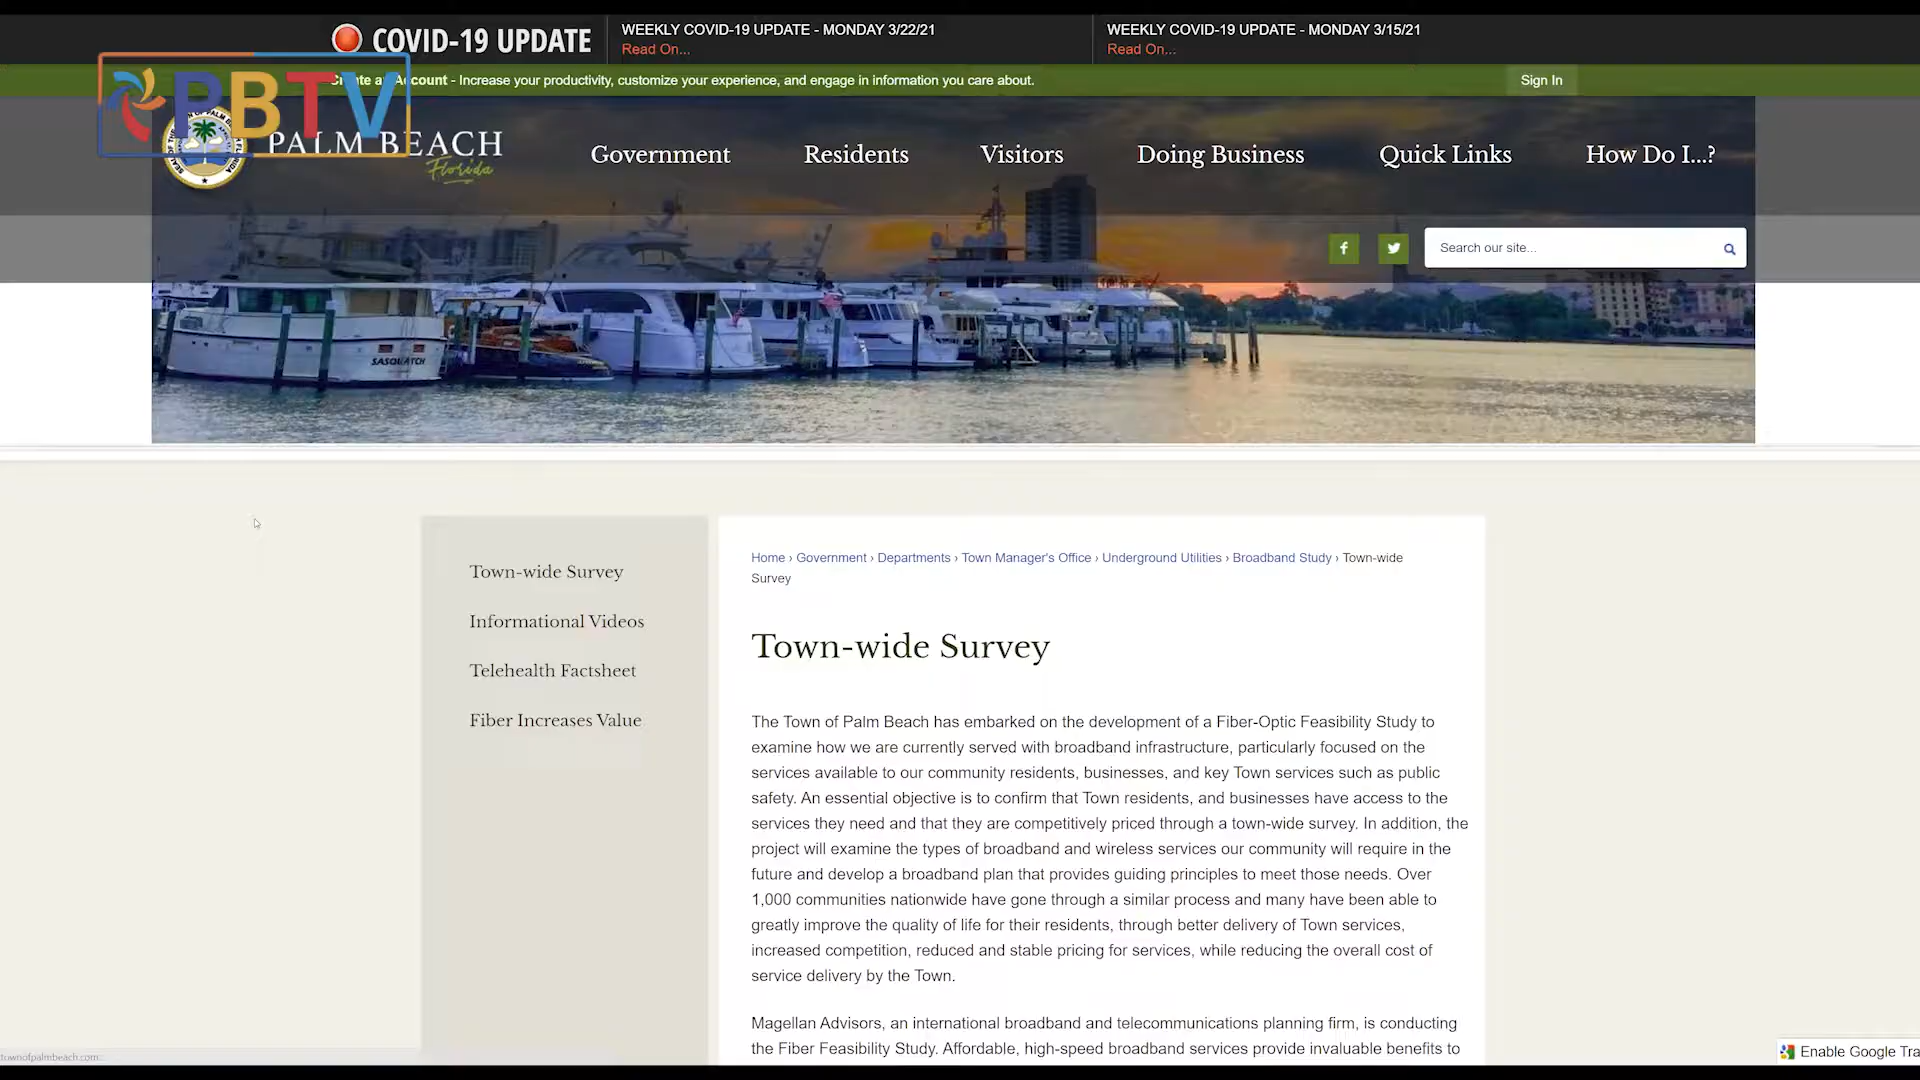 COVID-19 UPDATE
WEEKLY COVID-19 UPDATE - MONDAY 3/22/21
Read On...
WEEKLY COVID-19 UPDATE - MONDAY 3/15/21
Read On...
Account - Increase your productivity, customize your experience, and engage in information you care about.
Sign In
PBTV
PALM BEACH
Florida
Government
Residents
Visitors
Doing Business
Quick Links
How Do I...?
Search our site...
SASQUATCH
Town-wide Survey
Informational Videos
Telehealth Factsheet
Fiber Increases Value
Home › Government › Departments › Town Manager's Office › Underground Utilities › Broadband Study › Town-wide
Survey
Town-wide Survey
The Town of Palm Beach has embarked on the development of a Fiber-Optic Feasibility Study to
examine how we are currently served with broadband infrastructure, particularly focused on the
services available to our community residents, businesses, and key Town services such as public
safety. An essential objective is to confirm that Town residents, and businesses have access to the
services they need and that they are competitively priced through a town-wide survey. In addition, the
project will examine the types of broadband and wireless services our community will require in the
future and develop a broadband plan that provides guiding principles to meet those needs. Over
1,000 communities nationwide have gone through a similar process and many have been able to
greatly improve the quality of life for their residents, through better delivery of Town services,
increased competition, reduced and stable pricing for services, while reducing the overall cost of
service delivery by the Town.
Magellan Advisors, an international broadband and telecommunications planning firm, is conducting
the Fiber Feasibility Study. Affordable, high-speed broadband services provide invaluable benefits to
townofpalmbeach.com...
Enable Google Tra